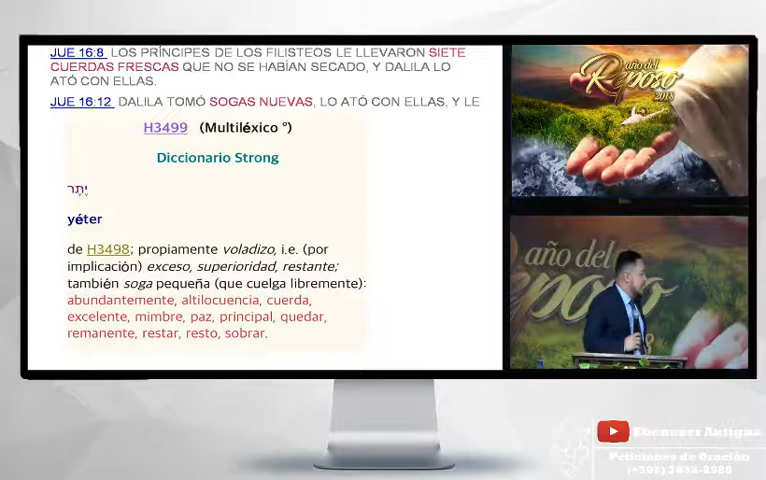 JUE 16:8 LOS PRÍNCIPES DE LOS FILISTEOS LE LLEVARON SIETE
CUERDAS FRESCAS QUE NO SE HABÍAN SECADO, Y DALILA LO
ATÓ CON ELLAS.
JUE 16:12 DALILA TOMÓ SOGAS NUEVAS, LO ATÓ CON ELLAS, Y LE
H3499 (Multiléxico °)
Diccionario Strong
יֶתֶר
yéter
de H3498; propiamente voladizo, i.e. (por
implicación) exceso, superioridad, restante;
también soga pequeña (que cuelga libremente):
abundantemente, altilocuencia, cuerda,
excelente, mimbre, paz, principal, quedar,
remanente, restar, resto, sobrar.
año del
Reposo
2018
año del
Ebenezer Antigua
Peticiones de Oración